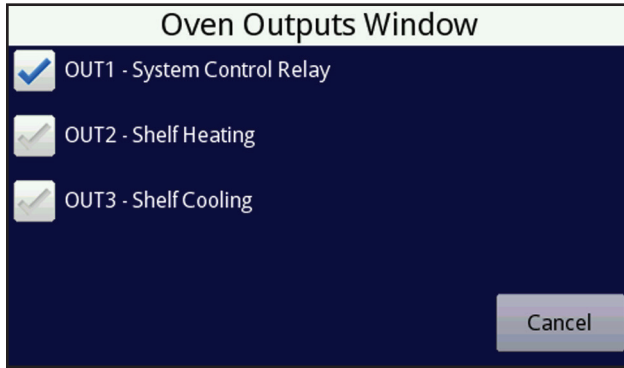 Oven Outputs Window
OUT1 - System Control Relay
OUT2 - Shelf Heating
OUT3 - Shelf Cooling
Cancel